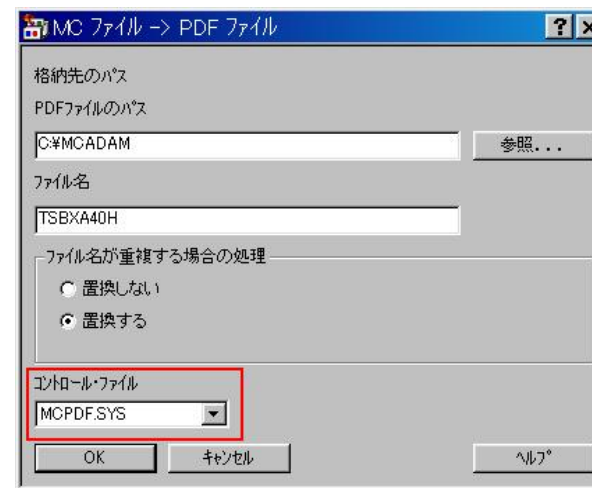 MC ファイル -> PDF ファイル
格納先のパス
PDFファイルのパス
C:¥MCADAM
参照...
ファイル名
TSBXA40H
ファイル名が重複する場合の処理
置換しない
置換する
コントロール・ファイル
MCPDF.SYS
OK
キャンセル
ヘルプ